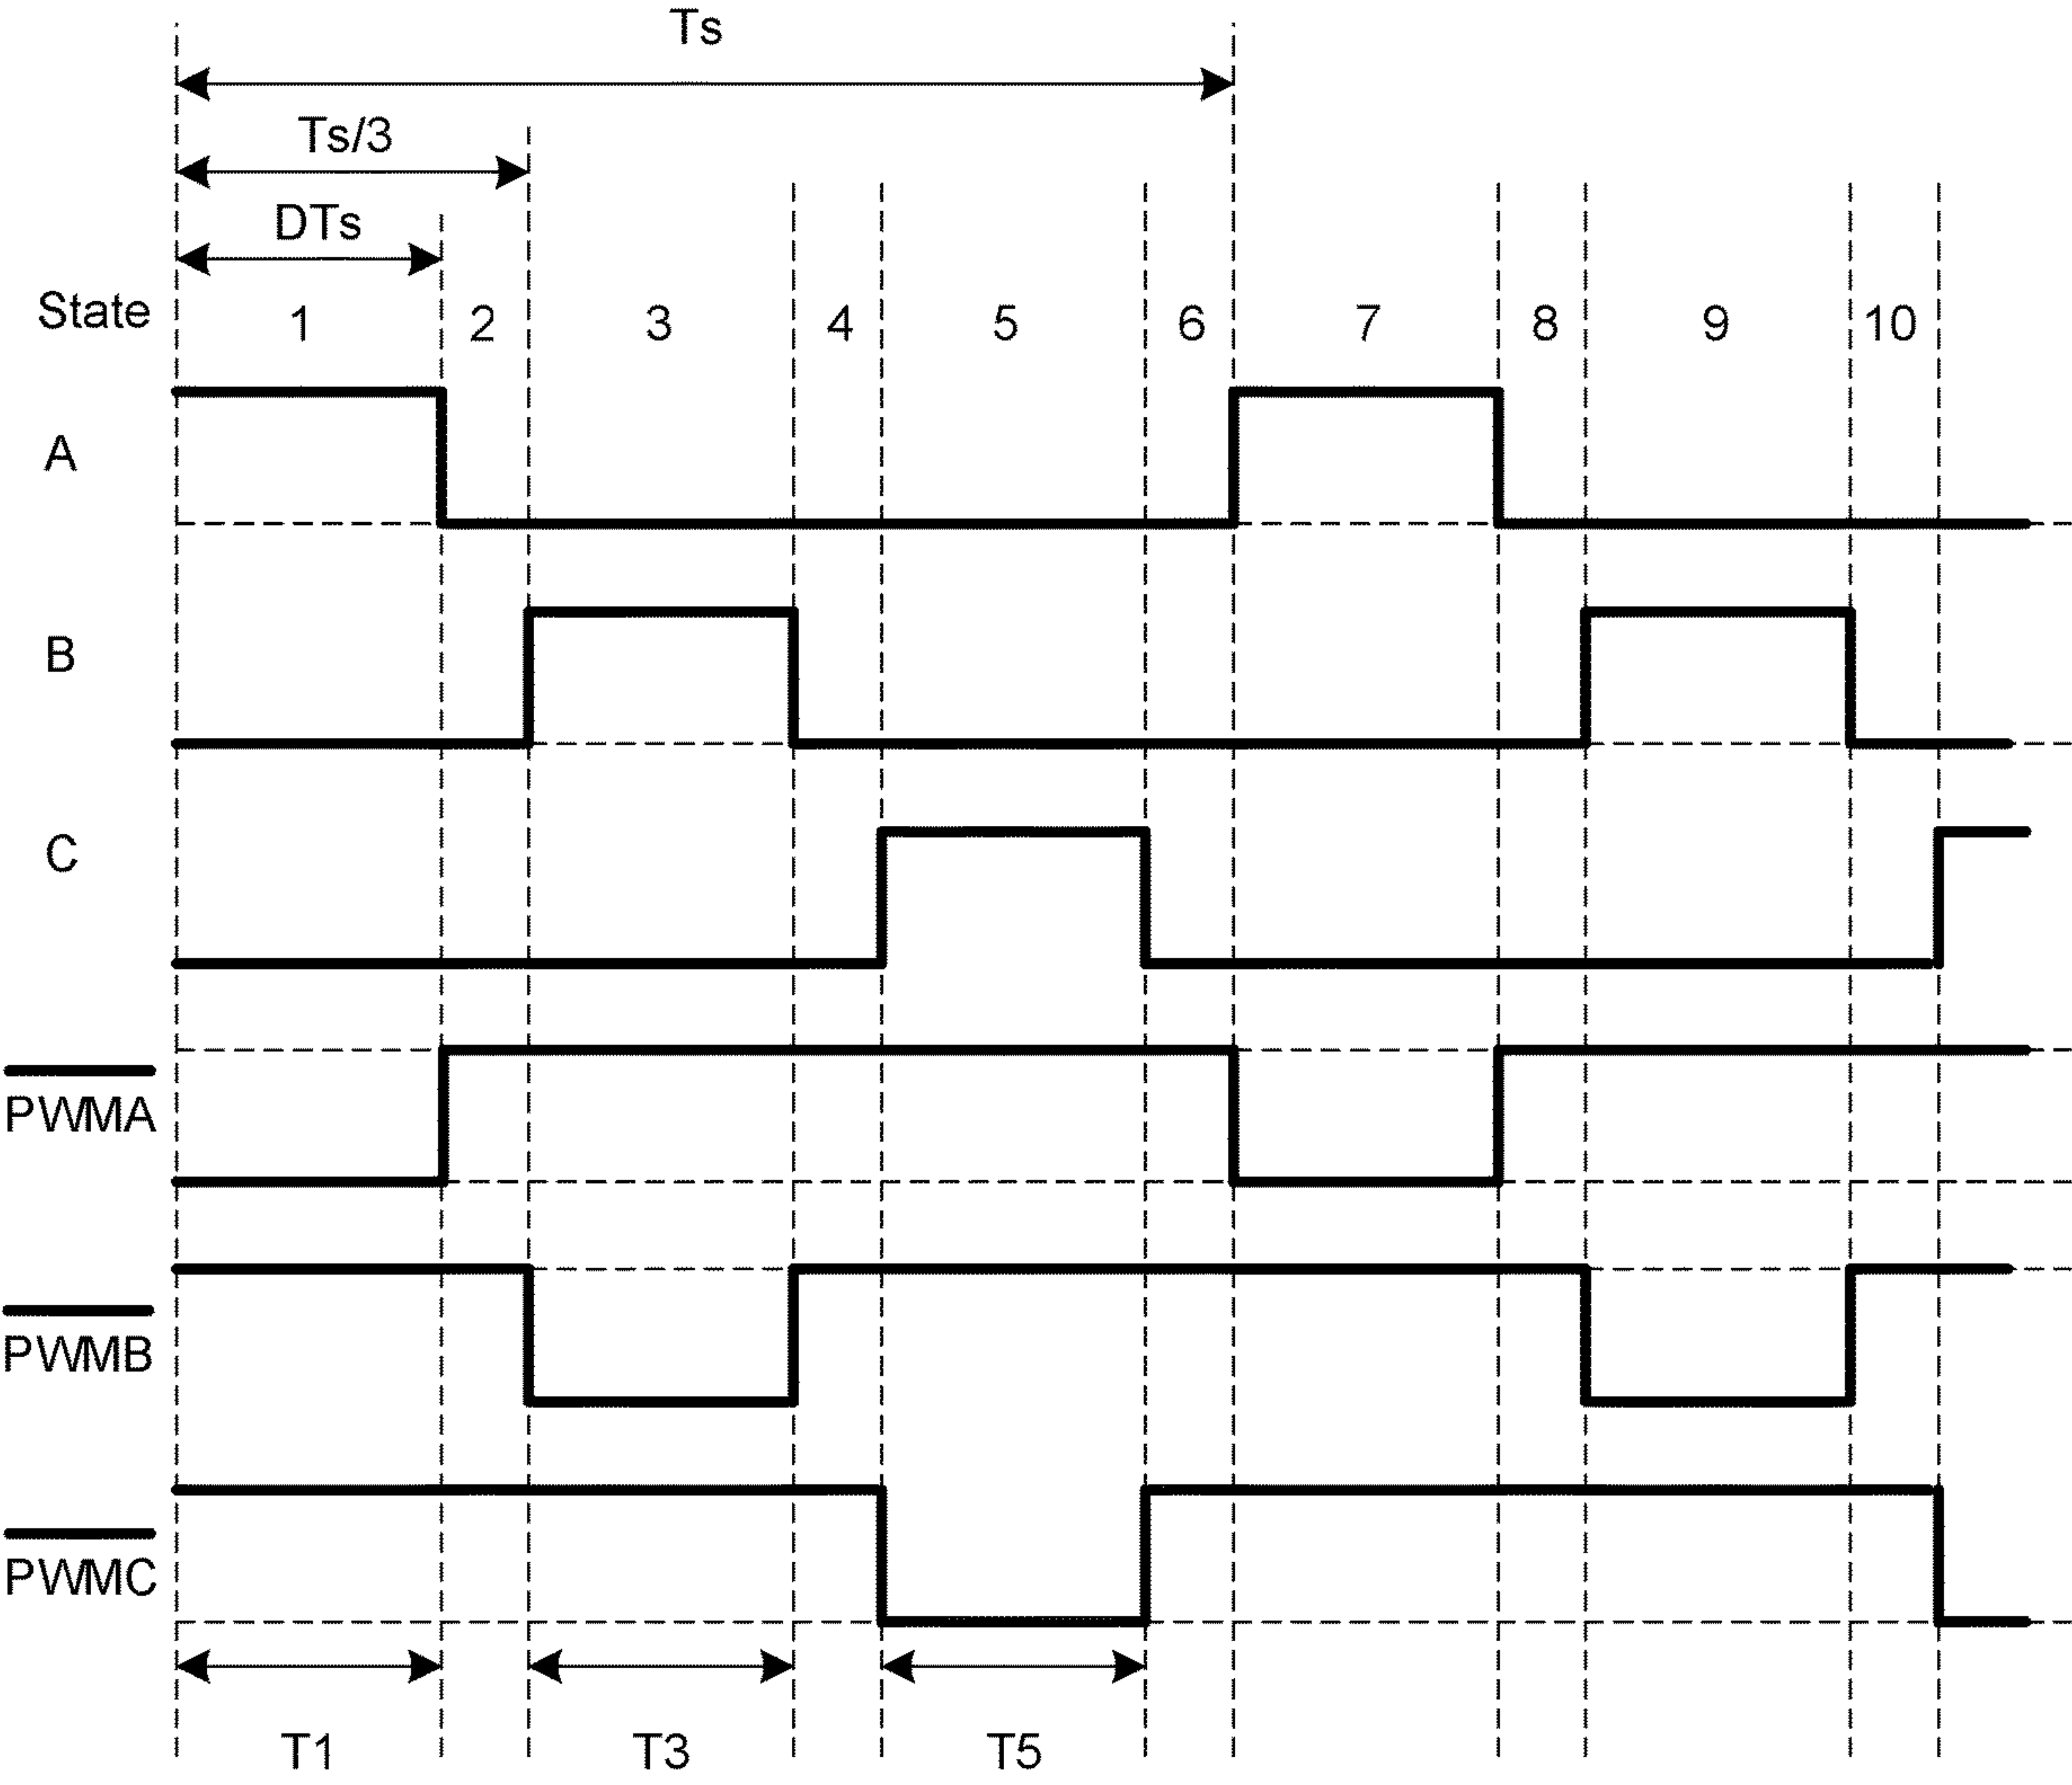 Ts
Ts/3
DTs
State 1 2 3 4 5 6 7 8 9 10
A
B
C
PWMA
PWMB
PWMC
T1 T3 T5